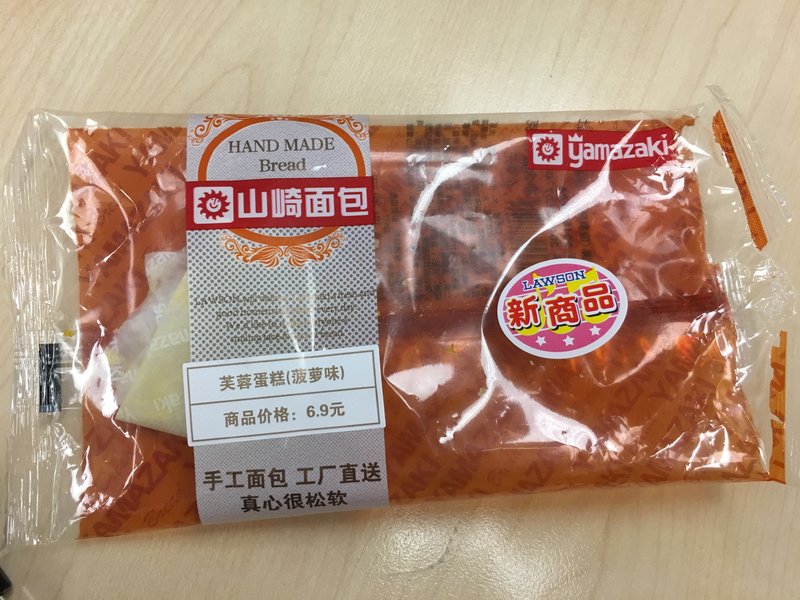 HAND MADE
Bread
山崎面包
yamazaki
LAWSON
新商品
芙蓉蛋糕(菠萝味)
商品价格：6.9元
手工面包 工厂直送
真心很松软